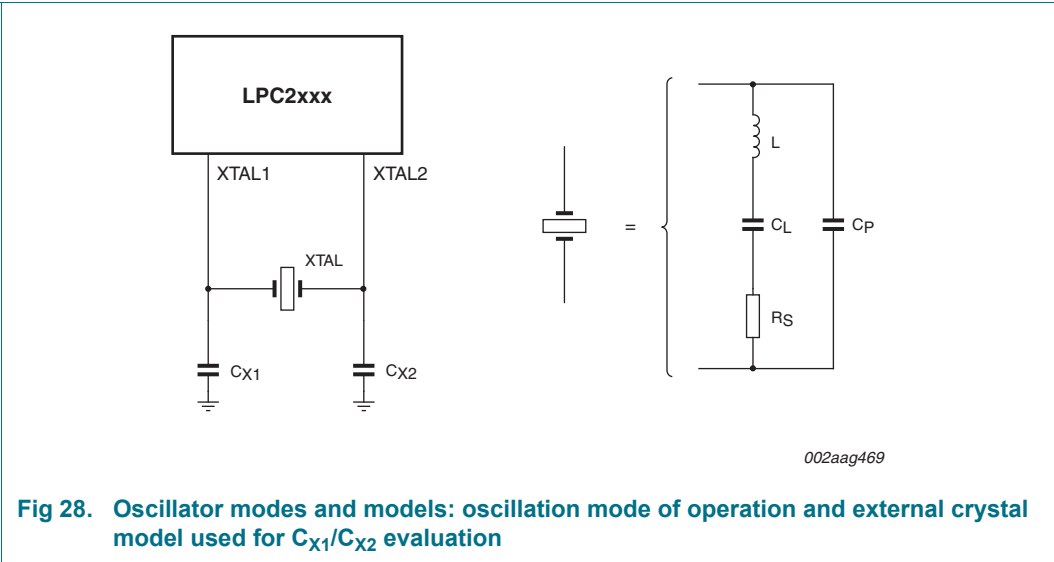 LPC2xxx
XTAL1
XTAL2
XTAL
CX1
CX2
=
L
CL
CP
RS
002aag469
Fig 28. Oscillator modes and models: oscillation mode of operation and external crystal
model used for CX1/CX2 evaluation